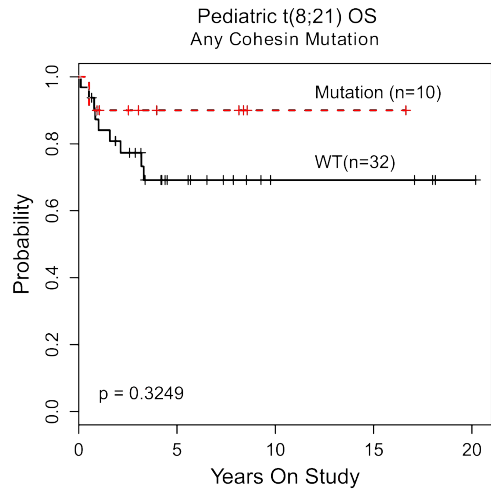 Pediatric t(8;21) OS
Any Cohesin Mutation
1.0
0.8
0.6
0.4
0.2
0.0
Probability
Mutation (n=10)
WT(n=32)
p = 0.3249
0 5 10 15 20
Years On Study